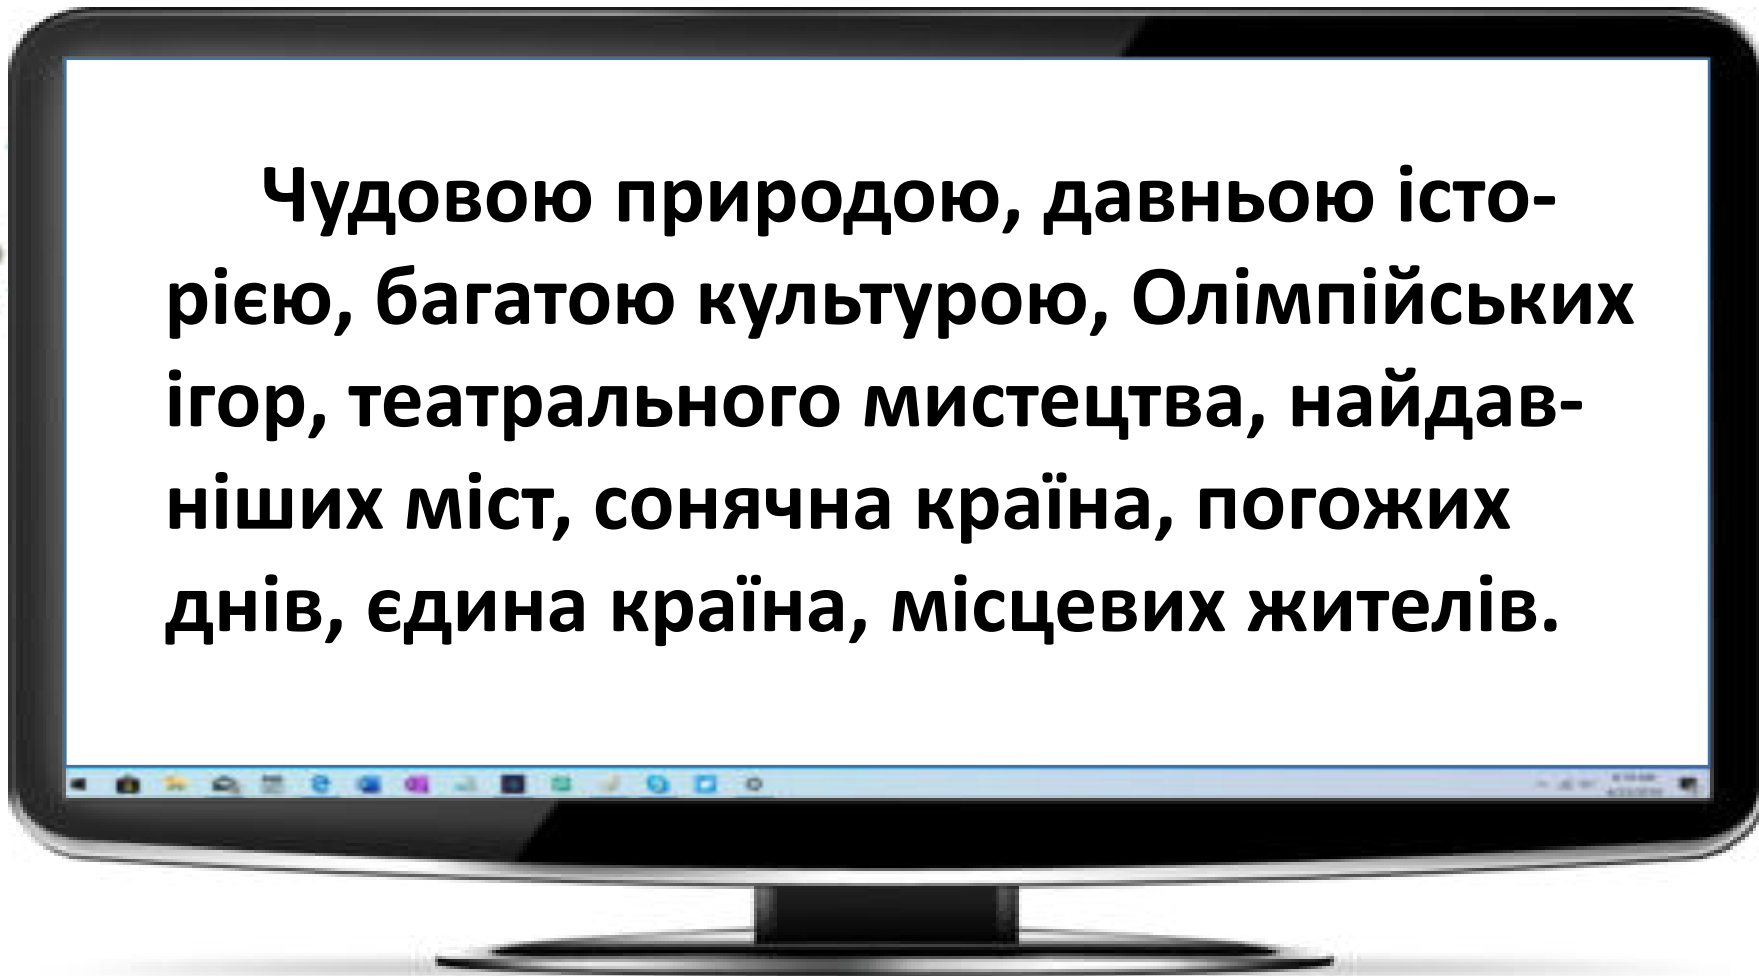 Чудовою природою, давньою істо-
рією, багатою культурою, Олімпійських
ігор, театрального мистецтва, найдав-
ніших міст, сонячна країна, погожих
днів, єдина країна, місцевих жителів.